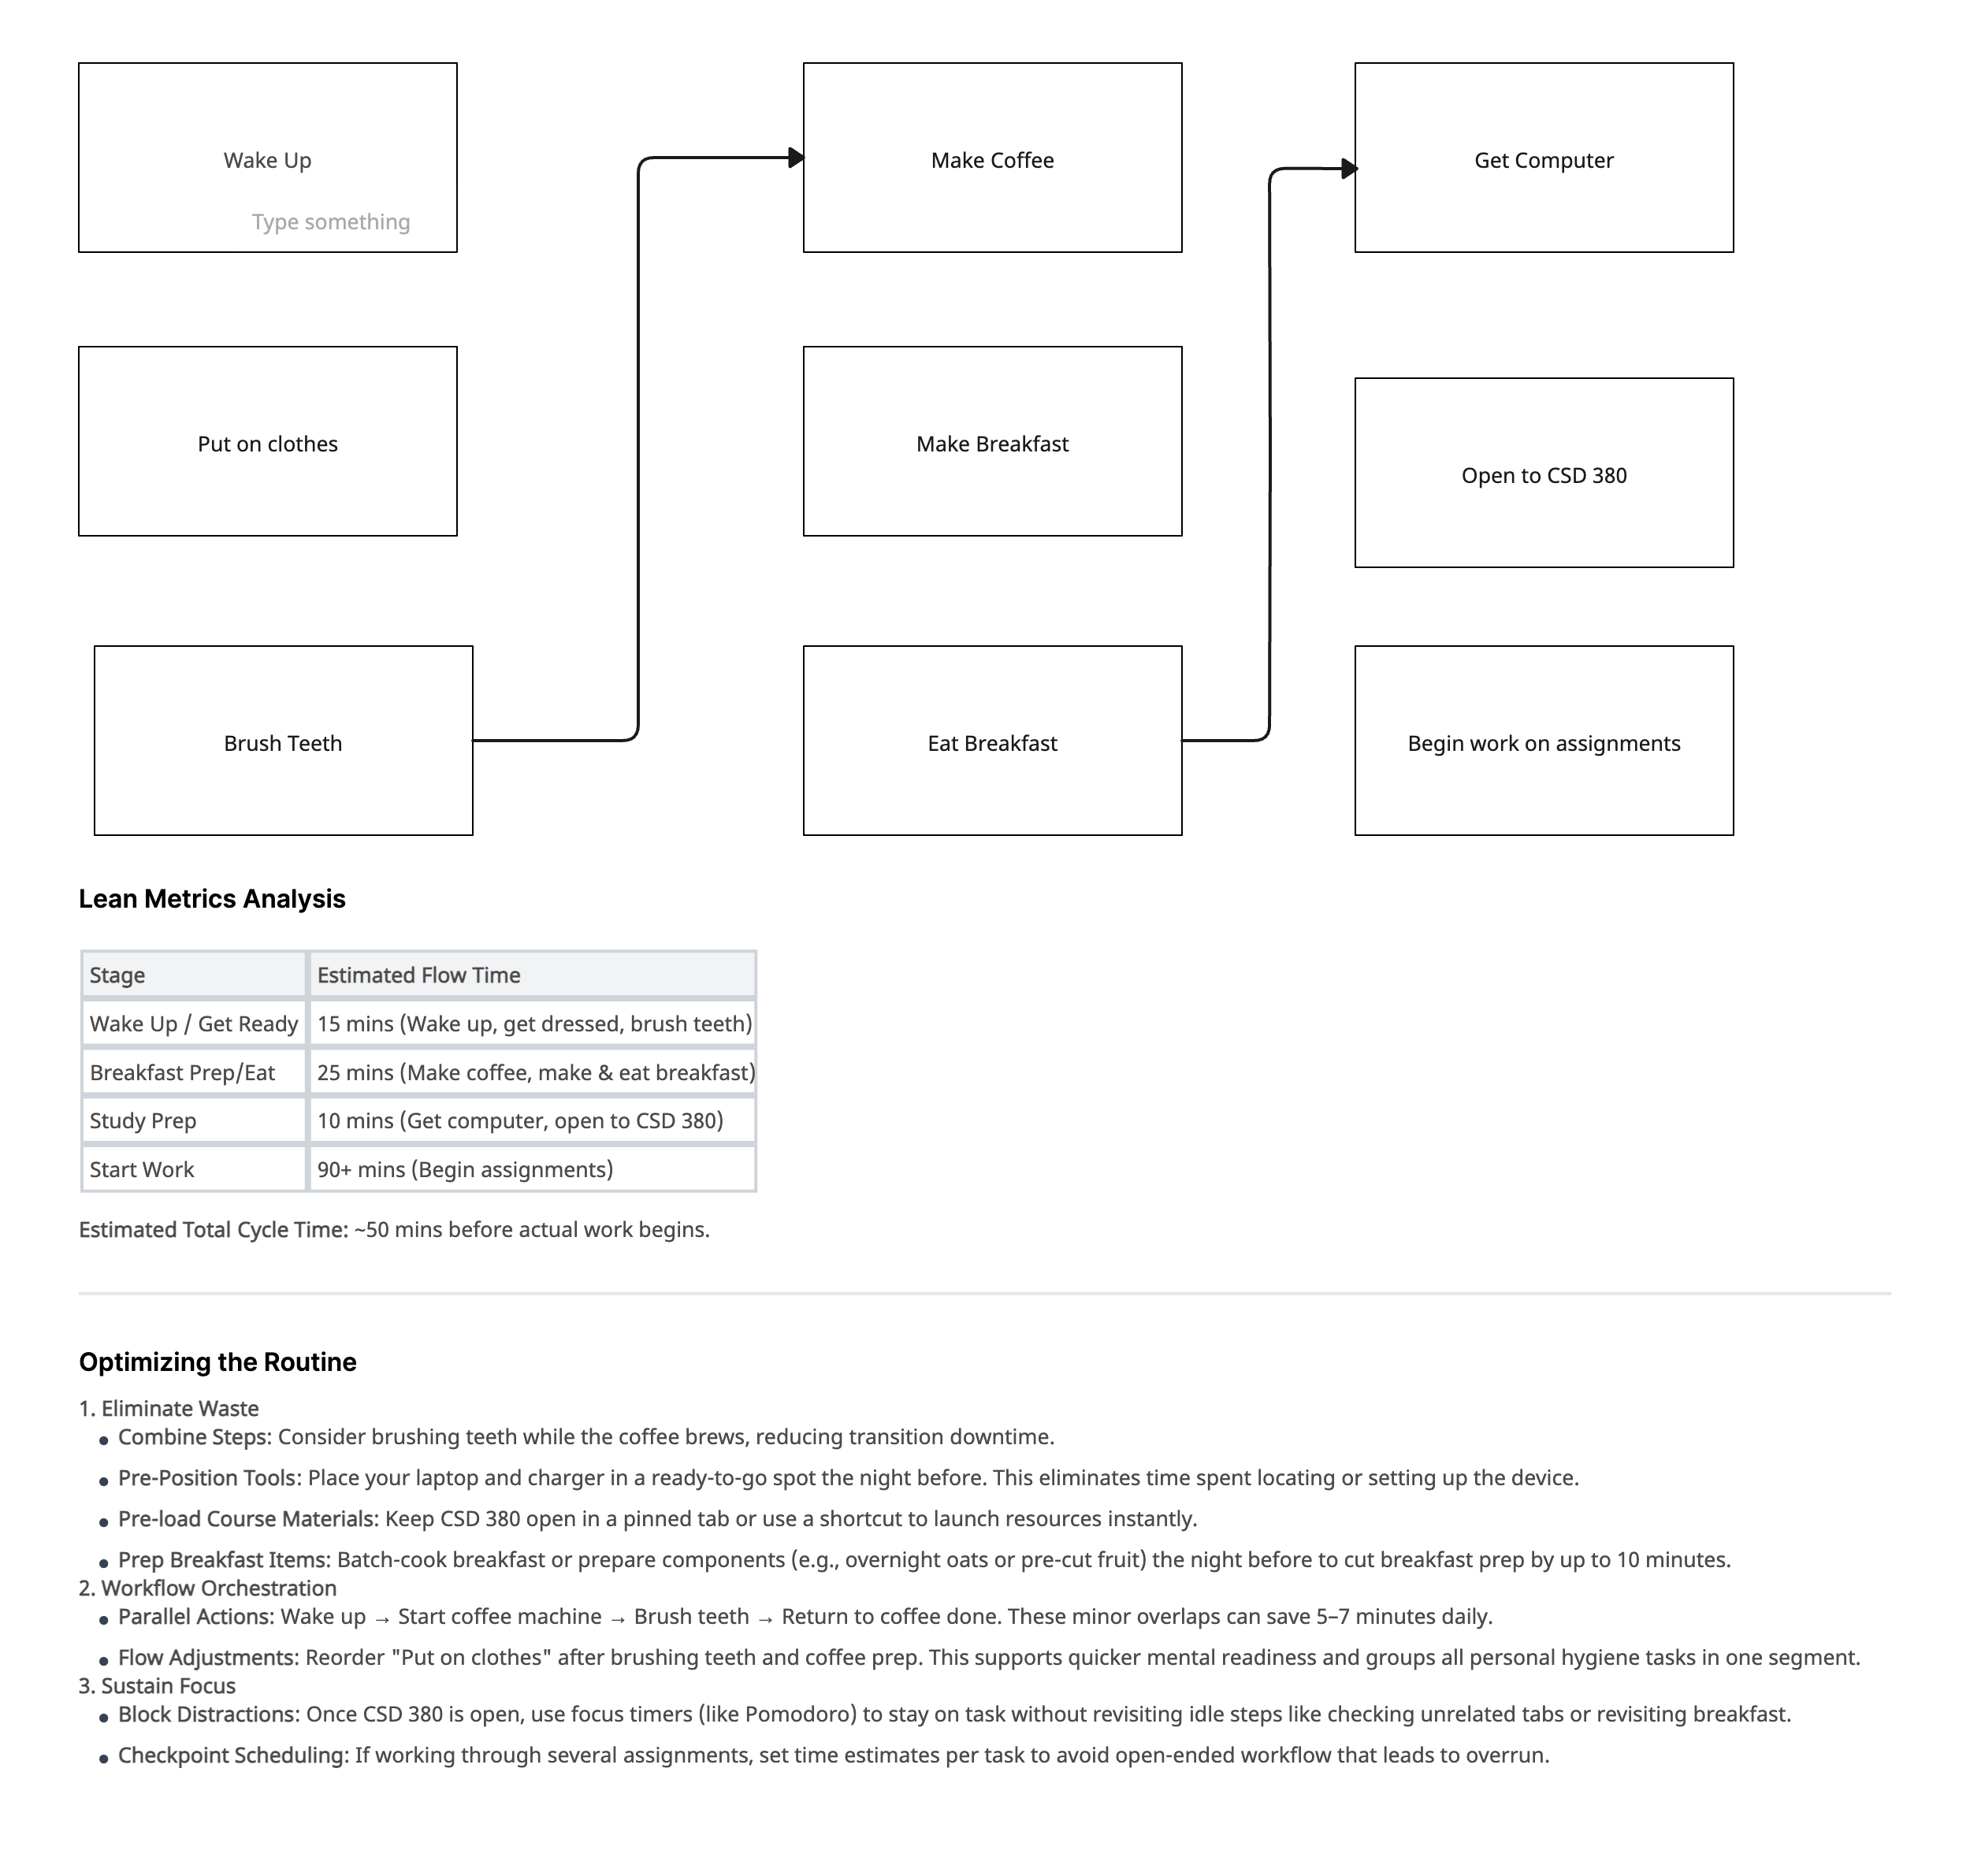 Wake Up
Type something
Put on clothes
Brush Teeth
Make Coffee
Make Breakfast
Eat Breakfast
Get Computer
Open to CSD 380
Begin work on assignments
Lean Metrics Analysis
Stage Estimated Flow Time
Wake Up / Get Ready 15 mins (Wake up, get dressed, brush teeth)
Breakfast Prep/Eat 25 mins (Make coffee, make & eat breakfast)
Study Prep 10 mins (Get computer, open to CSD 380)
Start Work 90+ mins (Begin assignments)
Estimated Total Cycle Time: ~50 mins before actual work begins.
Optimizing the Routine
1. Eliminate Waste
• Combine Steps: Consider brushing teeth while the coffee brews, reducing transition downtime.
• Pre-Position Tools: Place your laptop and charger in a ready-to-go spot the night before. This eliminates time spent locating or setting up the device.
• Pre-load Course Materials: Keep CSD 380 open in a pinned tab or use a shortcut to launch resources instantly.
• Prep Breakfast Items: Batch-cook breakfast or prepare components (e.g., overnight oats or pre-cut fruit) the night before to cut breakfast prep by up to 10 minutes.
2. Workflow Orchestration
• Parallel Actions: Wake up → Start coffee machine → Brush teeth → Return to coffee done. These minor overlaps can save 5–7 minutes daily.
• Flow Adjustments: Reorder "Put on clothes" after brushing teeth and coffee prep. This supports quicker mental readiness and groups all personal hygiene tasks in one segment.
3. Sustain Focus
• Block Distractions: Once CSD 380 is open, use focus timers (like Pomodoro) to stay on task without revisiting idle steps like checking unrelated tabs or revisiting breakfast.
• Checkpoint Scheduling: If working through several assignments, set time estimates per task to avoid open-ended workflow that leads to overrun.